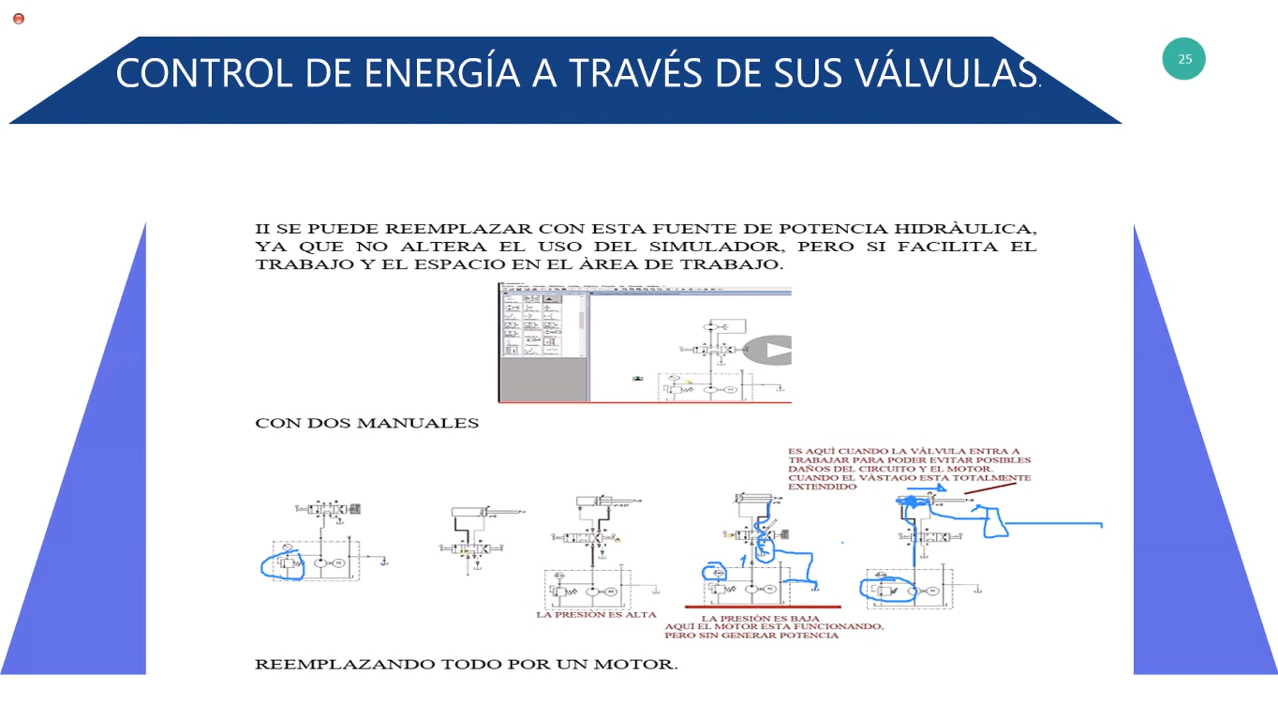 CONTROL DE ENERGÍA A TRAVÉS DE SUS VÁLVULAS.
25
II SE PUEDE REEMPLAZAR CON ESTA FUENTE DE POTENCIA HIDRÀULICA,
YA QUE NO ALTERA EL USO DEL SIMULADOR, PERO SI FACILITA EL
TRABAJO Y EL ESPACIO EN EL ÀREA DE TRABAJO.
CON DOS MANUALES
ES AQUÍ CUANDO LA VÀLVULA ENTRA A
TRABAJAR PARA PODER EVITAR POSIBLES
DAÑOS DEL CIRCUITO Y EL MOTOR.
CUANDO EL VÀSTAGO ESTA TOTALMENTE
EXTENDIDO
LA PRESIÒN ES ALTA
LA PRESIÒN ES BAJA
AQUÍ EL MOTOR ESTA FUNCIONANDO,
PERO SIN GENERAR POTENCIA
REEMPLAZANDO TODO POR UN MOTOR.